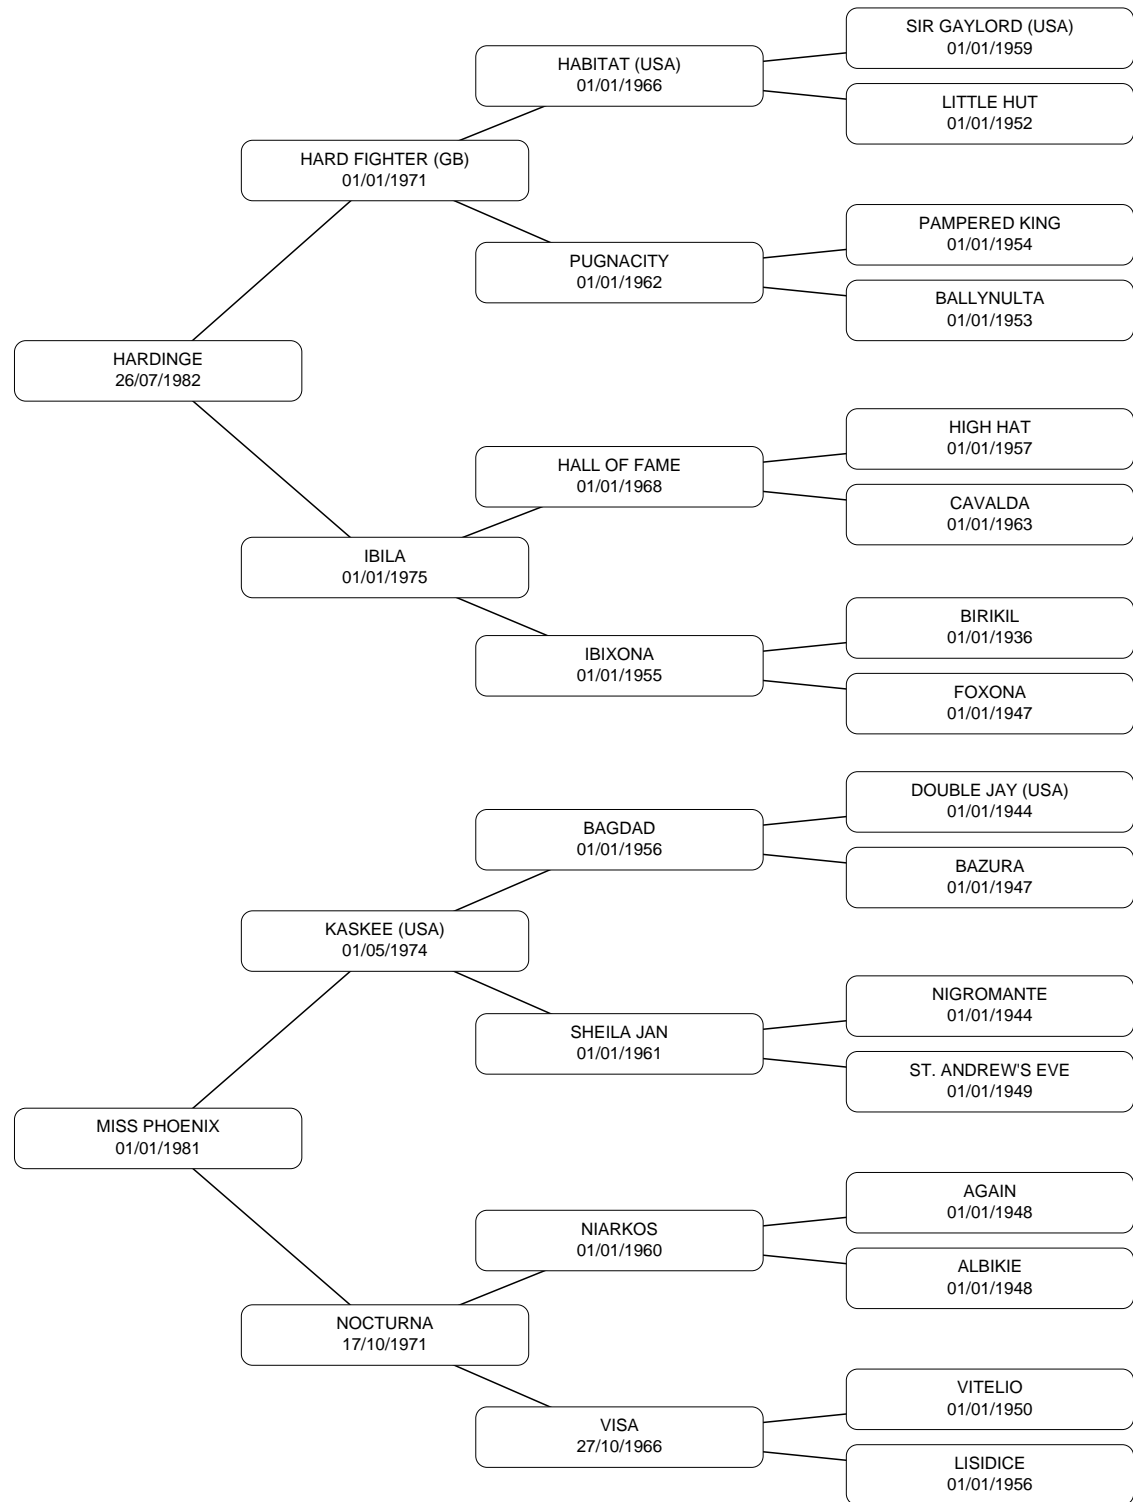 SIR GAYLORD (USA)
01/01/1959
HABITAT (USA)
01/01/1966
LITTLE HUT
01/01/1952
HARD FIGHTER (GB)
01/01/1971
PAMPERED KING
01/01/1954
PUGNACITY
01/01/1962
BALLYNULTA
01/01/1953
HARDINGE
26/07/1982
HIGH HAT
01/01/1957
HALL OF FAME
01/01/1968
CAVALDA
01/01/1963
IBILA
01/01/1975
BIRIKIL
01/01/1936
IBIXONA
01/01/1955
FOXONA
01/01/1947
DOUBLE JAY (USA)
01/01/1944
BAGDAD
01/01/1956
BAZURA
01/01/1947
KASKEE (USA)
01/05/1974
NIGROMANTE
01/01/1944
SHEILA JAN
01/01/1961
ST. ANDREW'S EVE
01/01/1949
MISS PHOENIX
01/01/1981
AGAIN
01/01/1948
NIARKOS
01/01/1960
ALBIKIE
01/01/1948
NOCTURNA
17/10/1971
VITELIO
01/01/1950
VISA
27/10/1966
LISIDICE
01/01/1956